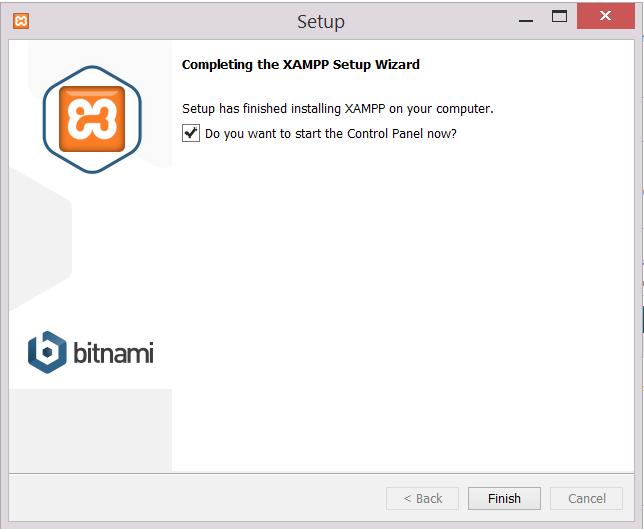 Setup
Completing the XAMPP Setup Wizard
Setup has finished installing XAMPP on your computer.
Do you want to start the Control Panel now?
bitnami
< Back
Finish
Cancel